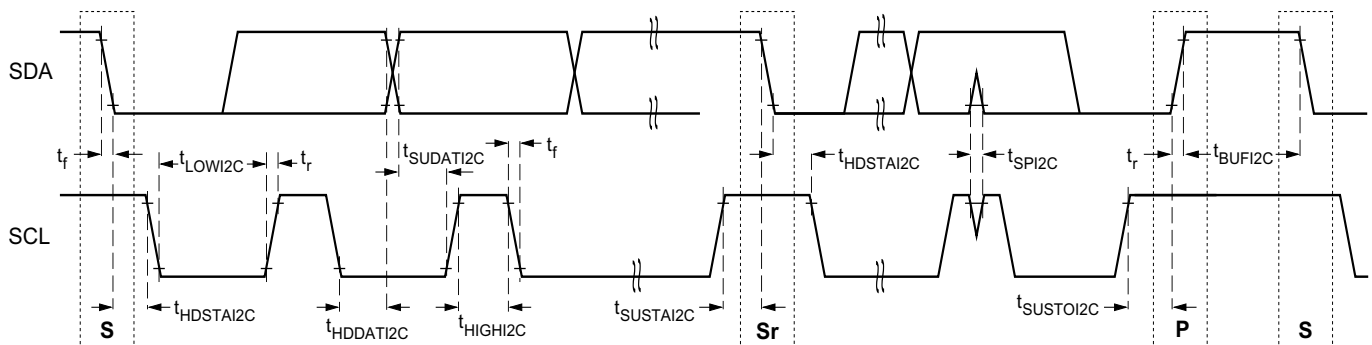 SDA
t_f
t_LOWI2C
t_r
t_SUDATI2C
t_f
t_HDSTAI2C
t_SPI2C
t_r
t_BUFI2C
SCL
t_HDSTAI2C
t_HDDATI2C
t_HIGHI2C
t_SUSTAI2C
t_SUSTOI2C
S
Sr
P
S